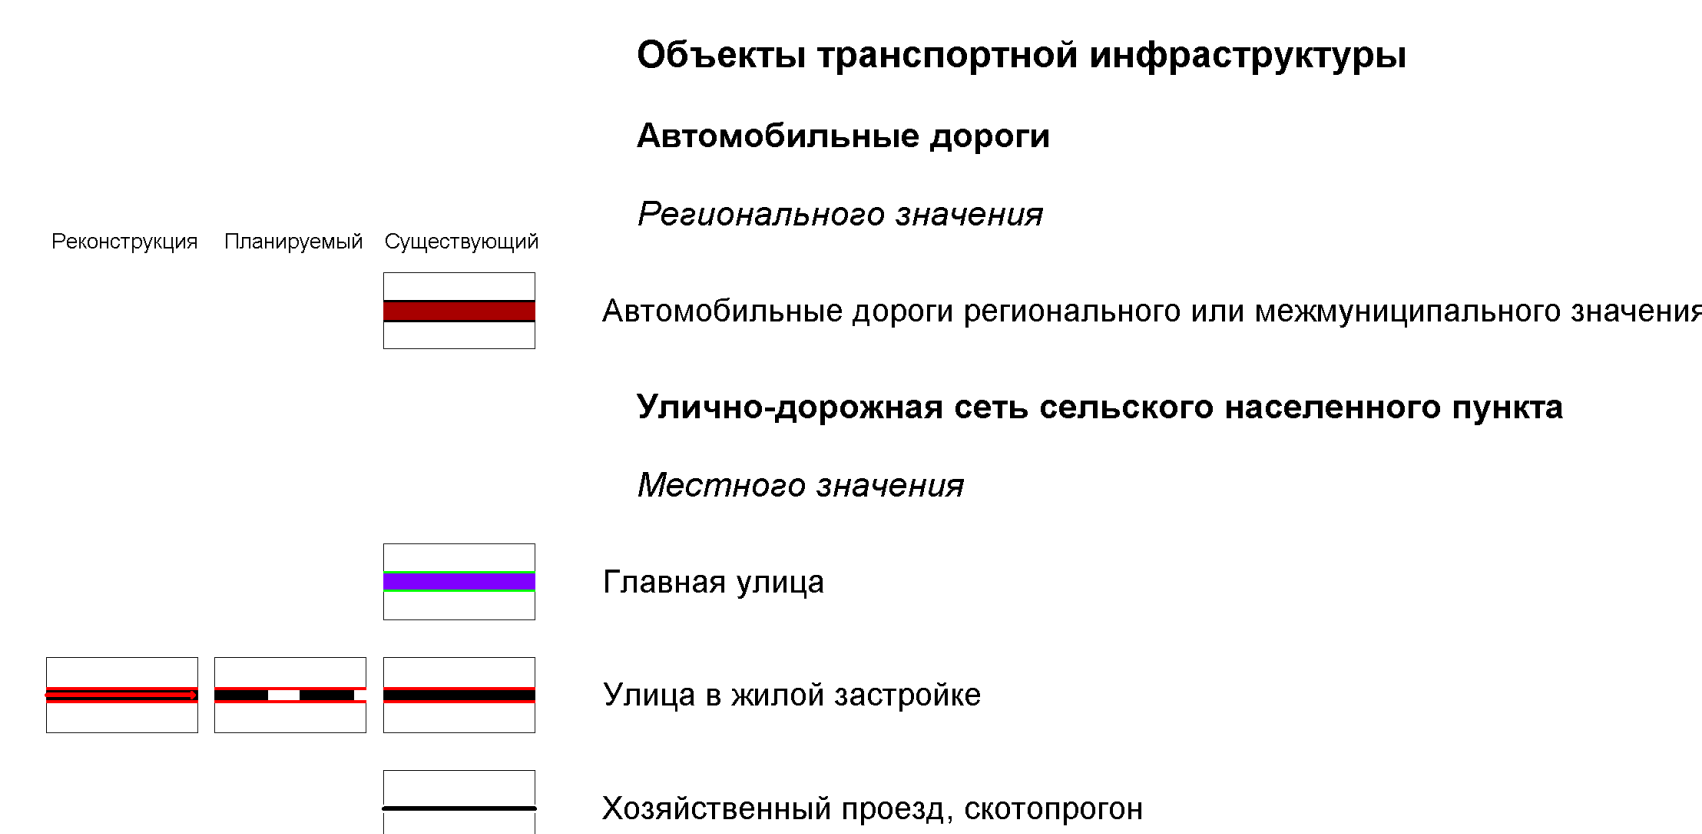 Объекты транспортной инфраструктуры
Автомобильные дороги
Регионального значения
Реконструкция Планируемый Существующий
Автомобильные дороги регионального или межмуниципального значения
Улично-дорожная сеть сельского населенного пункта
Местного значения
Главная улица
Улица в жилой застройке
Хозяйственный проезд, скотопрогон